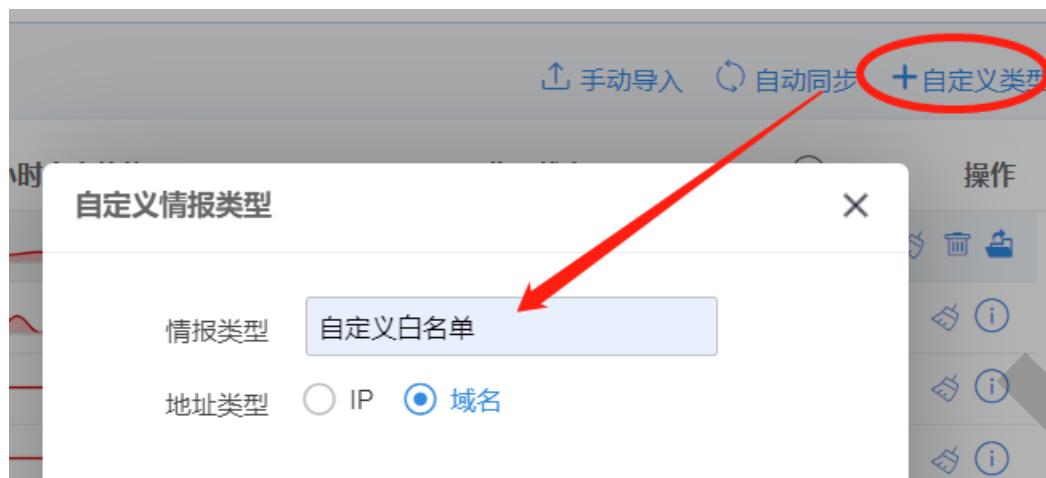 手动导入 自动同步 +自定义类型
时
操作
自定义情报类型
情报类型 自定义白名单
地址类型 IP 域名